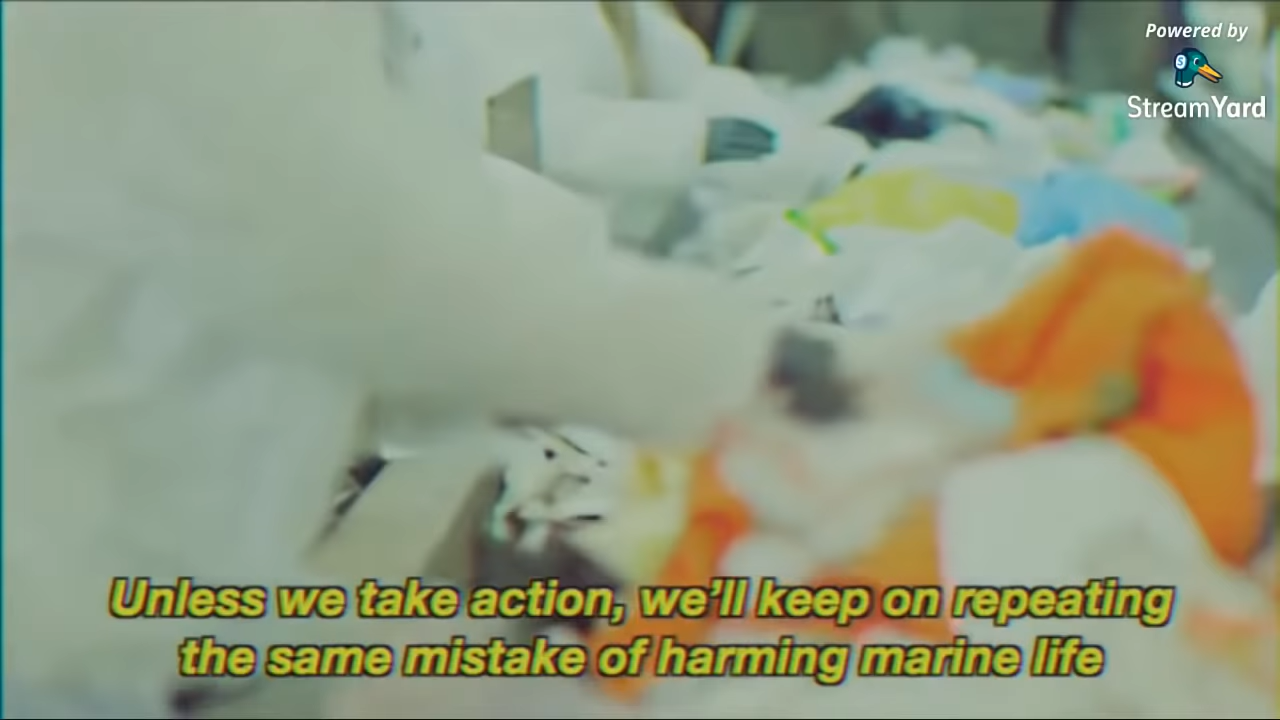 Powered by
StreamYard
Unless we take action, we'll keep on repeating
the same mistake of harming marine life